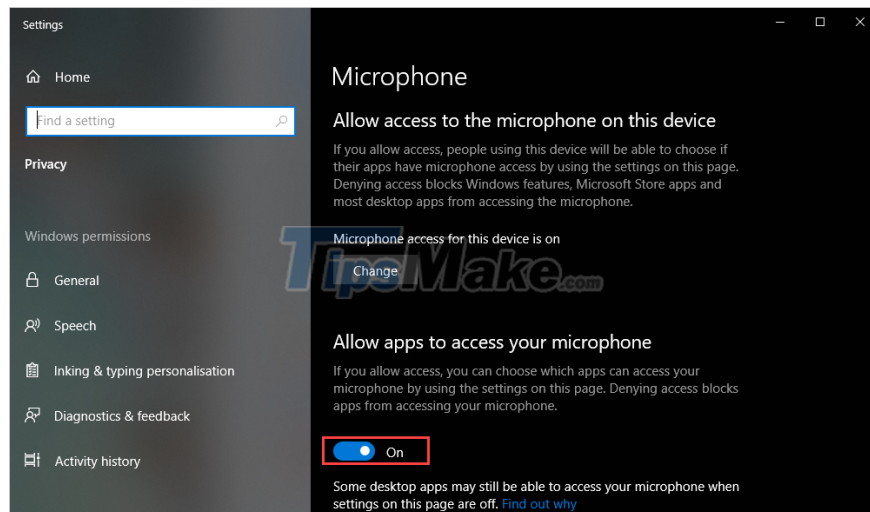 Settings
Home
Find a setting
Privacy
Windows permissions
General
Speech
Inking & typing personalisation
Diagnostics & feedback
Activity history
Microphone
Allow access to the microphone on this device
If you allow access, people using this device will be able to choose if
their apps have microphone access by using the settings on this page.
Denying access blocks Windows features, Microsoft Store apps and
most desktop apps from accessing the microphone.
Microphone access for this device is on
Change
TipsMake.com
Allow apps to access your microphone
If you allow access, you can choose which apps can access your
microphone by using the settings on this page. Denying access blocks
apps from accessing your microphone.
On
Some desktop apps may still be able to access your microphone when
settings on this page are off. Find out why